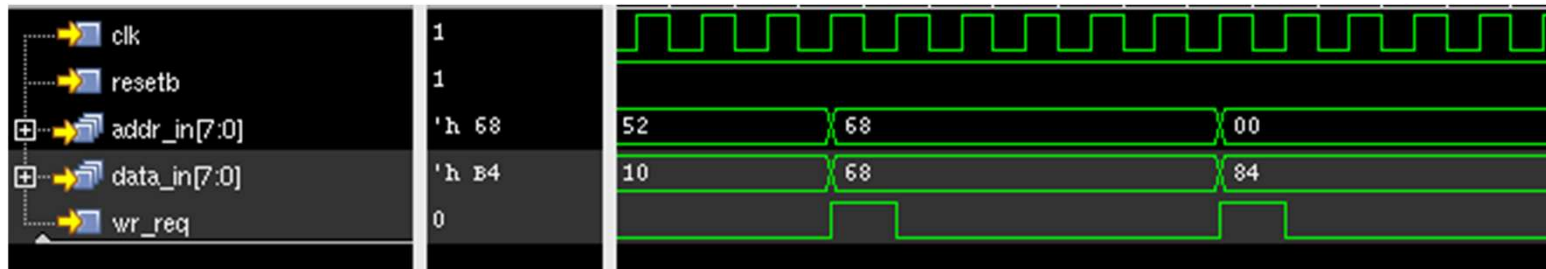 clk 1
resetb 1
addr_in[7:0] 'h 68 52 68 00
data_in[7:0] 'h B4 10 68 84
wr_req 0